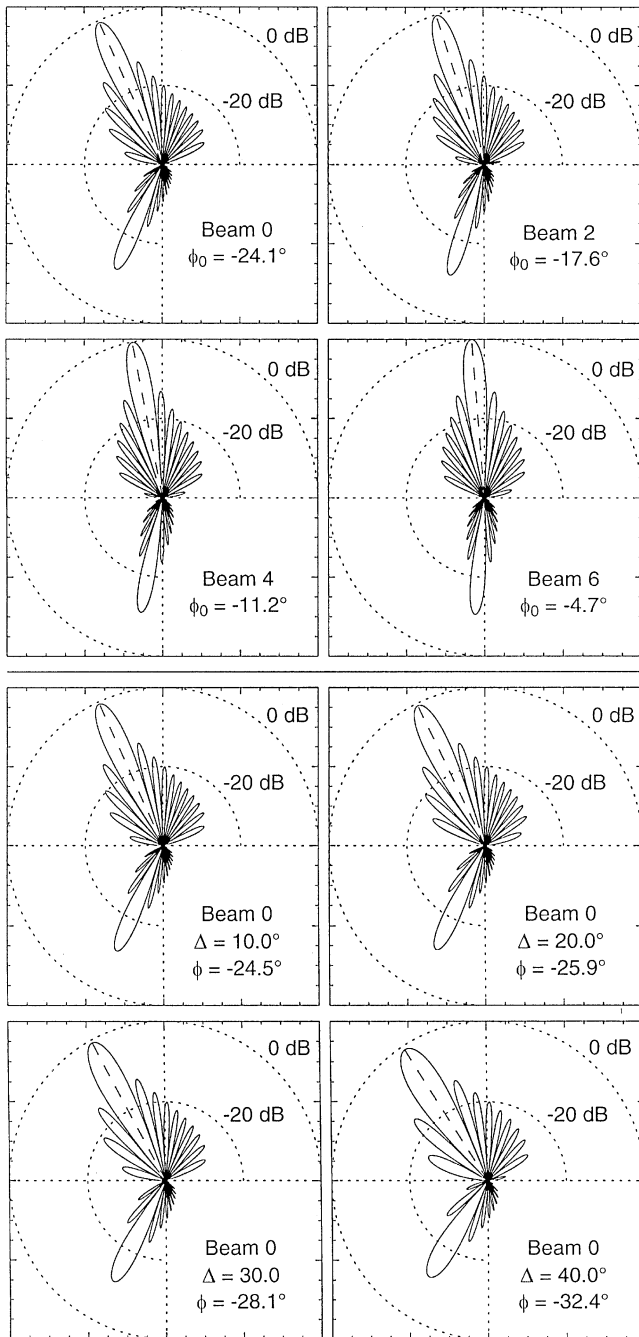 0 dB
-20 dB
Beam 0
ϕ₀ = -24.1°
0 dB
-20 dB
Beam 2
ϕ₀ = -17.6°
0 dB
-20 dB
Beam 4
ϕ₀ = -11.2°
0 dB
-20 dB
Beam 6
ϕ₀ = -4.7°
0 dB
-20 dB
Beam 0
Δ = 10.0°
ϕ = -24.5°
0 dB
-20 dB
Beam 0
Δ = 20.0°
ϕ = -25.9°
0 dB
-20 dB
Beam 0
Δ = 30.0
ϕ = -28.1°
0 dB
-20 dB
Beam 0
Δ = 40.0°
ϕ = -32.4°